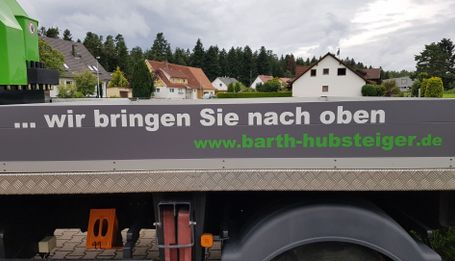 ... wir bringen Sie nach oben
www.barth-hubsteiger.de